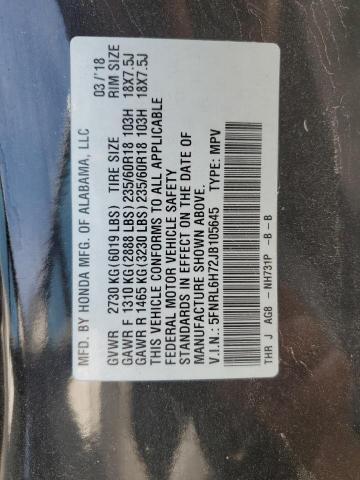 MFD. BY HONDA MFG. OF ALABAMA, LLC 03/'18
GVWR 2730 KG(6019 LBS) TIRE SIZE RIM SIZE
GAWR F 1310 KG(2888 LBS) 235/60R18 103H 18X7.5J
GAWR R 1465 KG(3230 LBS) 235/60R18 103H 18X7.5J
THIS VEHICLE CONFORMS TO ALL APPLICABLE
FEDERAL MOTOR VEHICLE SAFETY
STANDARDS IN EFFECT ON THE DATE OF
MANUFACTURE SHOWN ABOVE.
V.I.N.: 5FNRL6H72JB105645 TYPE: MPV
THR J AG8 -NH731P -B -B